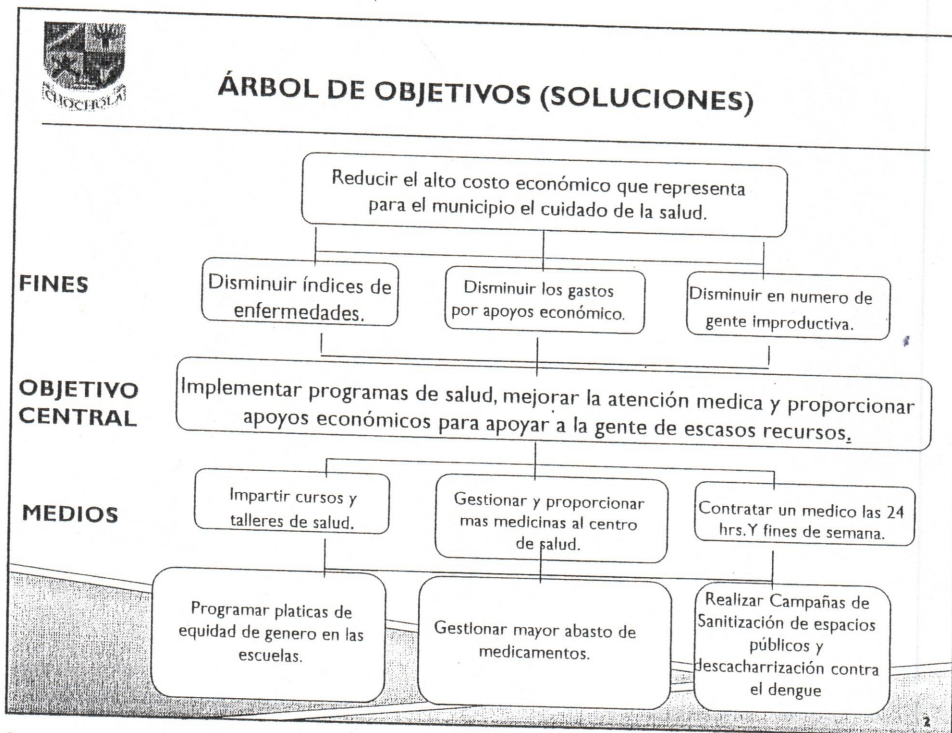 CHOCHOLA
ÁRBOL DE OBJETIVOS (SOLUCIONES)
Reducir el alto costo económico que representa
para el municipio el cuidado de la salud.
FINES
Disminuir índices de
enfermedades.
Disminuir los gastos
por apoyos económico.
Disminuir en numero de
gente improductiva.
OBJETIVO
CENTRAL
Implementar programas de salud, mejorar la atención medica y proporcionar
apoyos económicos para apoyar a la gente de escasos recursos.
MEDIOS
Impartir cursos y
talleres de salud.
Gestionar y proporcionar
mas medicinas al centro
de salud.
Contratar un medico las 24
hrs. Y fines de semana.
Programar platicas de
equidad de genero en las
escuelas.
Gestionar mayor abasto de
medicamentos.
Realizar Campañas de
Sanitización de espacios
públicos y
descacharrización contra
el dengue
2